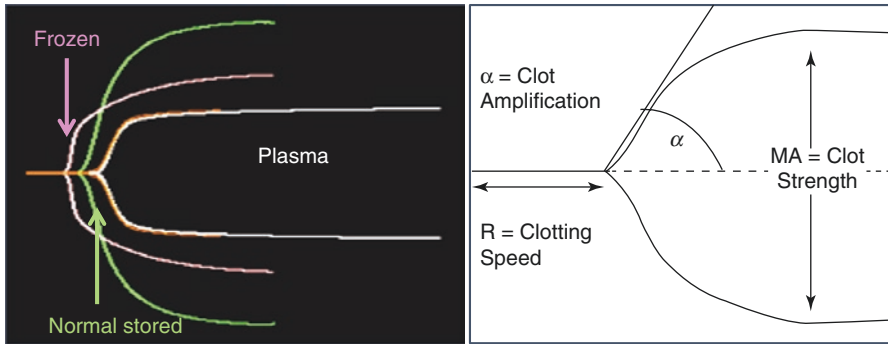 Frozen
Plasma
Normal stored
α = Clot
Amplification
α
MA = Clot
Strength
R = Clotting
Speed